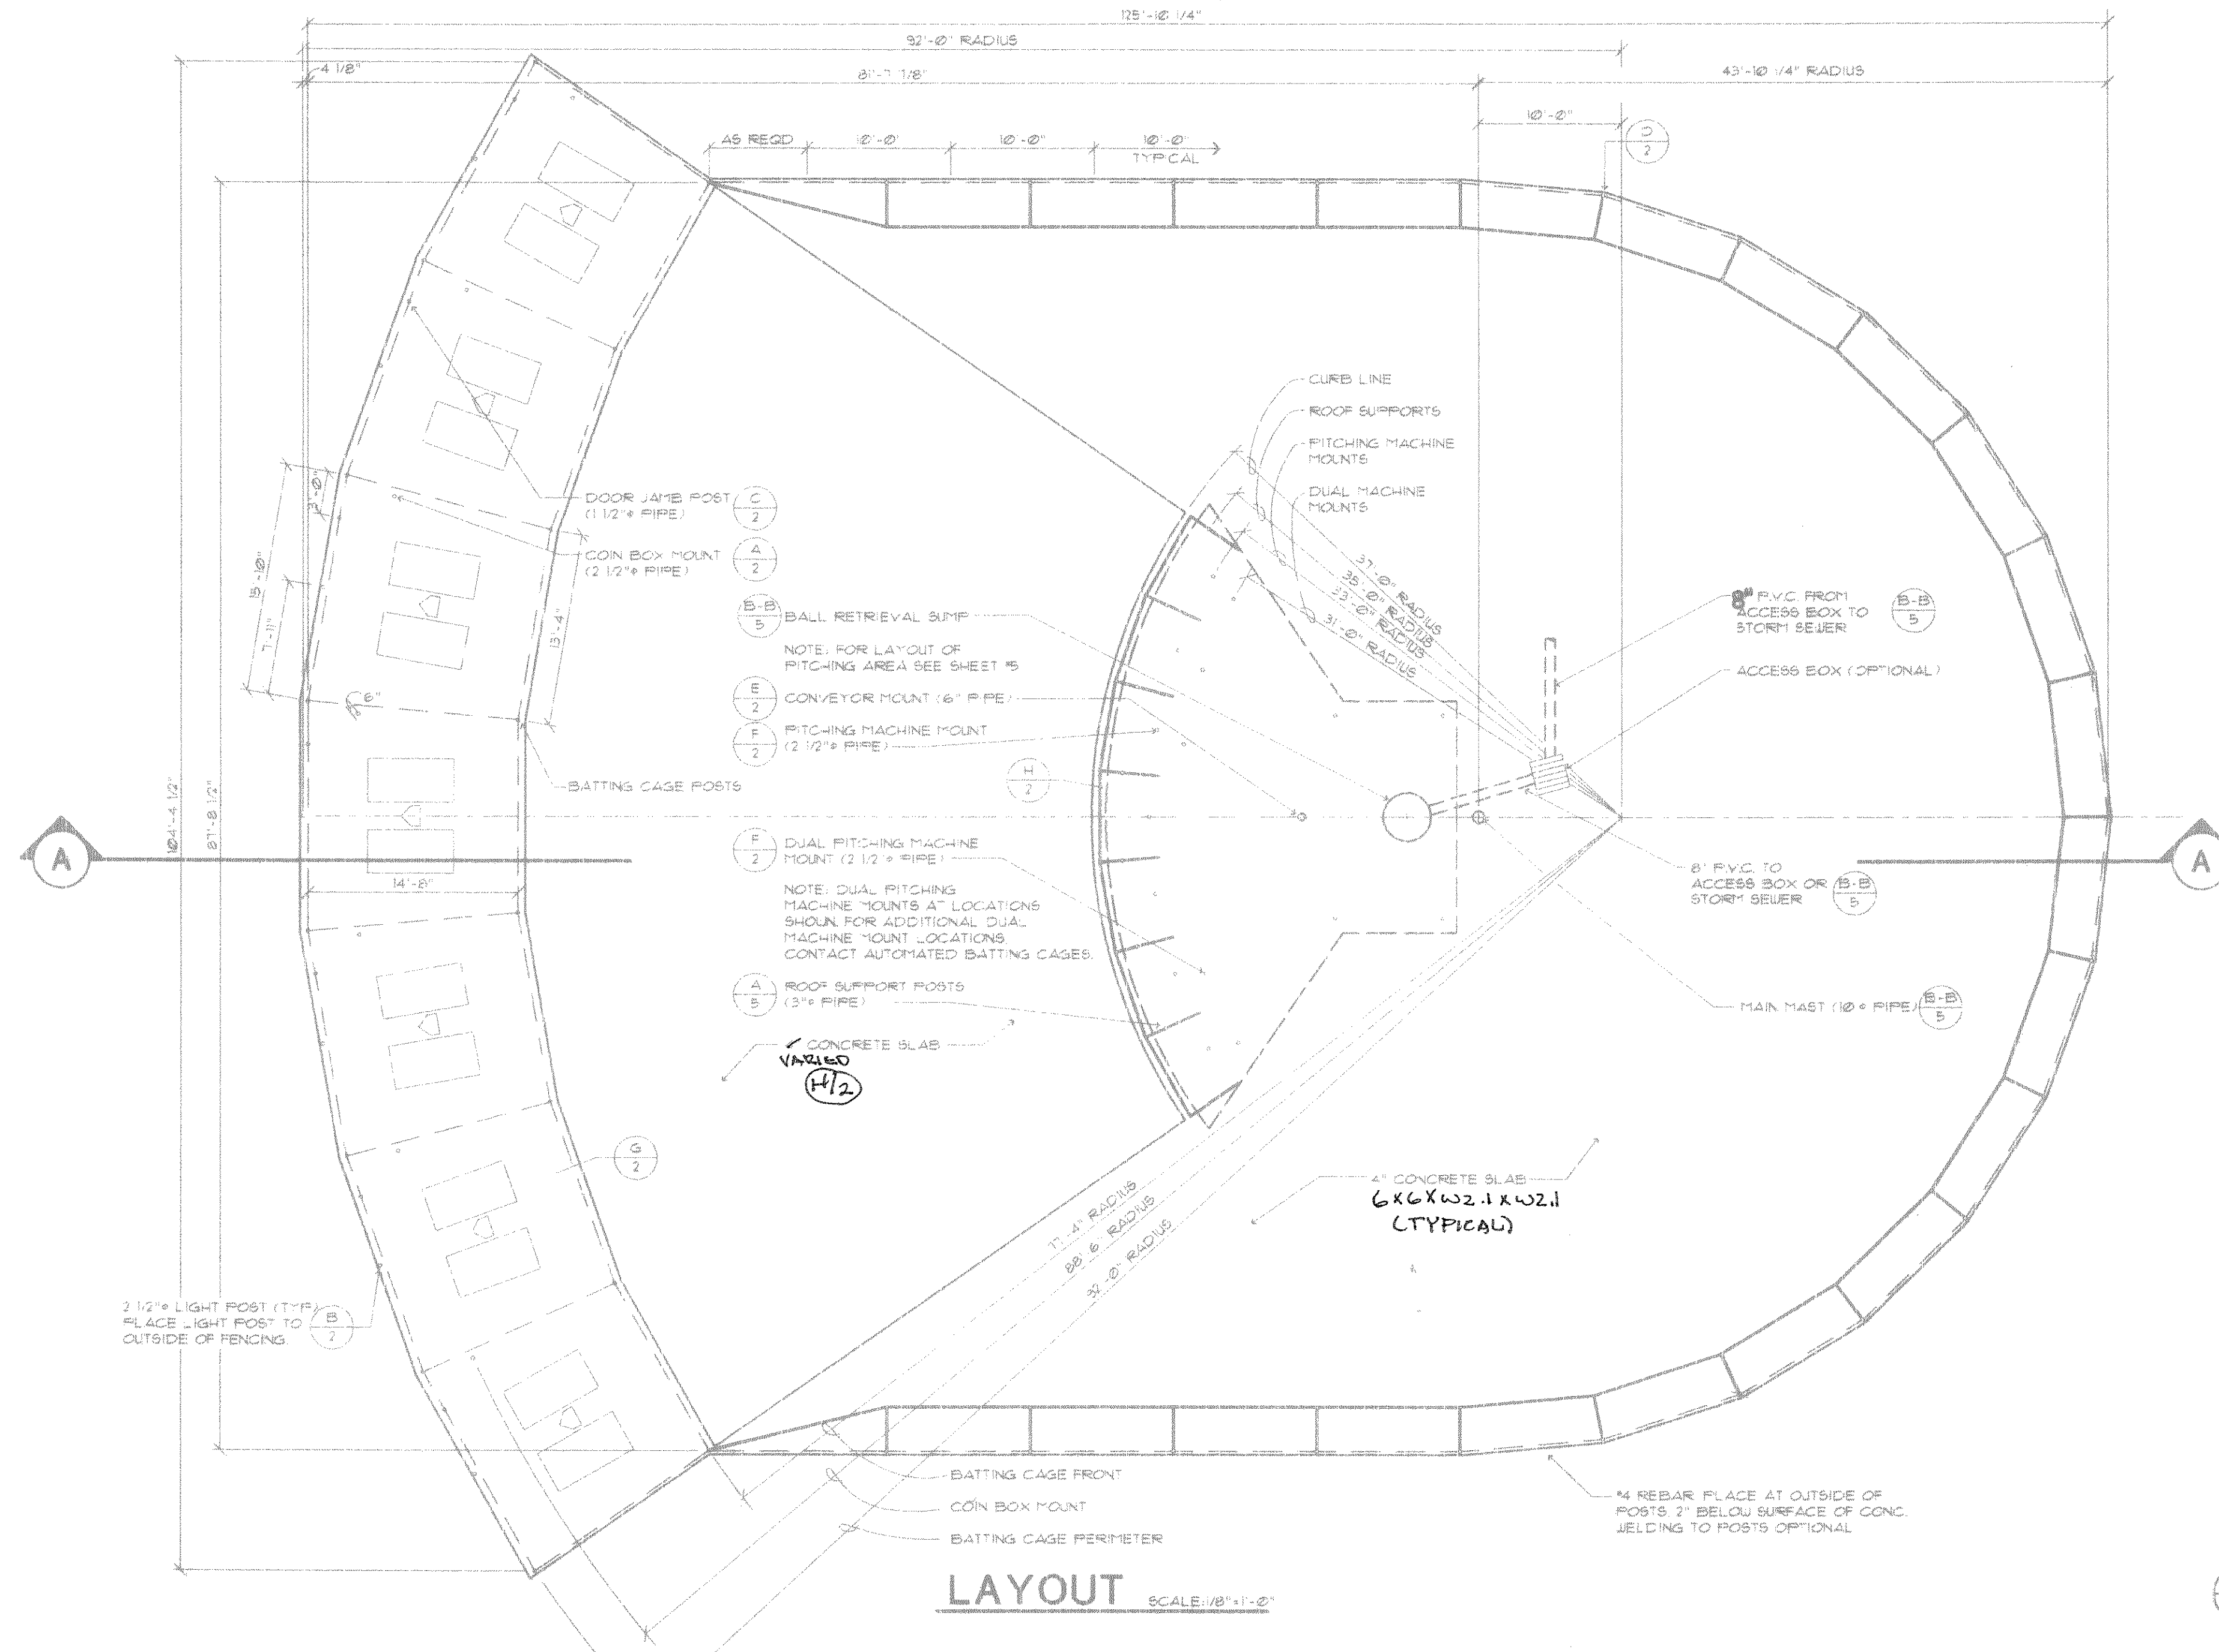 125'-10 1/4"
92'-0" RADIUS
4 1/8"
81'-7 7/8"
43'-10 1/4" RADIUS
10'-0"
D
2
AS REQD
10'-0"
10'-0"
10'-0"
TYPICAL
CURB LINE
ROOF SUPPORTS
PITCHING MACHINE
MOUNTS
DUAL MACHINE
MOUNTS
37'-0" RADIUS
35'-0" RADIUS
33'-0" RADIUS
31'-0" RADIUS
DOOR JAMB POST
(1 1/2"ø PIPE)
C
2
COIN BOX MOUNT
(2 1/2"ø PIPE)
A
2
3'-0"
15'-10"
7'-11"
13'-4"
6"
B-B
5
BALL RETRIEVAL SUMP
NOTE: FOR LAYOUT OF
PITCHING AREA SEE SHEET #5
E
2
CONVEYOR MOUNT (6" PIPE)
F
2
PITCHING MACHINE MOUNT
(2 1/2"ø PIPE)
H
2
BATTING CAGE POSTS
8" P.V.C. FROM
ACCESS BOX TO
STORM SEWER
B-B
5
ACCESS BOX (OPTIONAL)
104'-4 1/2"
87'-8 1/2"
A
A
14'-8"
F
2
DUAL PITCHING MACHINE
MOUNT (2 1/2"ø PIPE)
NOTE: DUAL PITCHING
MACHINE MOUNTS AT LOCATIONS
SHOWN. FOR ADDITIONAL DUAL
MACHINE MOUNT LOCATIONS
CONTACT AUTOMATED BATTING CAGES.
8" P.V.C. TO
ACCESS BOX OR
STORM SEWER
B-B
5
A
5
ROOF SUPPORT POSTS
(3"ø PIPE)
MAIN MAST (10 ø PIPE)
B-B
5
CONCRETE SLAB
VARIED
H/2
G
2
4" CONCRETE SLAB
6X6XW2.1XW2.1
(TYPICAL)
77'-4" RADIUS
88'-6" RADIUS
92'-0" RADIUS
2 1/2"ø LIGHT POST (TYP)
PLACE LIGHT POST TO
OUTSIDE OF FENCING.
B
2
BATTING CAGE FRONT
COIN BOX MOUNT
BATTING CAGE PERIMETER
#4 REBAR PLACE AT OUTSIDE OF
POSTS, 2" BELOW SURFACE OF CONC.
WELDING TO POSTS OPTIONAL
LAYOUT
SCALE:1/8"=1'-0"